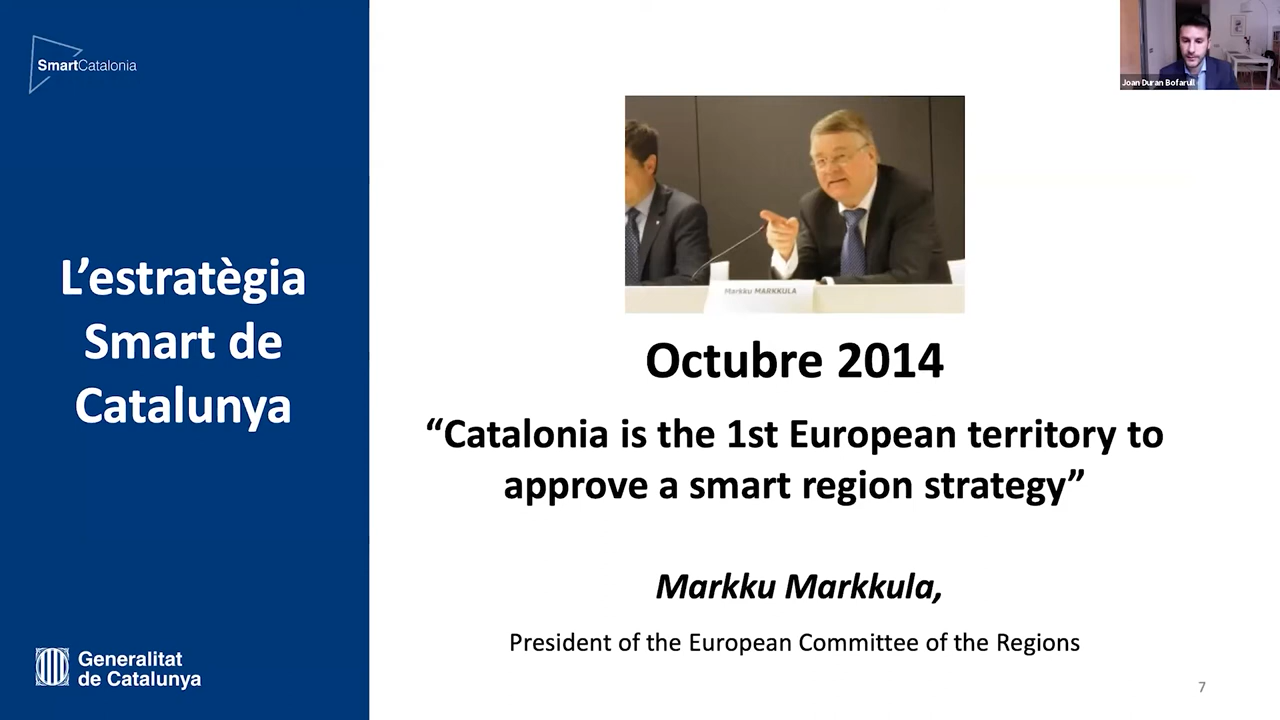 SmartCatalonia
Joan Duran Bofarull
L’estratègia
Smart de
Catalunya
Markku MARKKULA
Octubre 2014
“Catalonia is the 1st European territory to
approve a smart region strategy”
Markku Markkula,
President of the European Committee of the Regions
Generalitat
de Catalunya
7